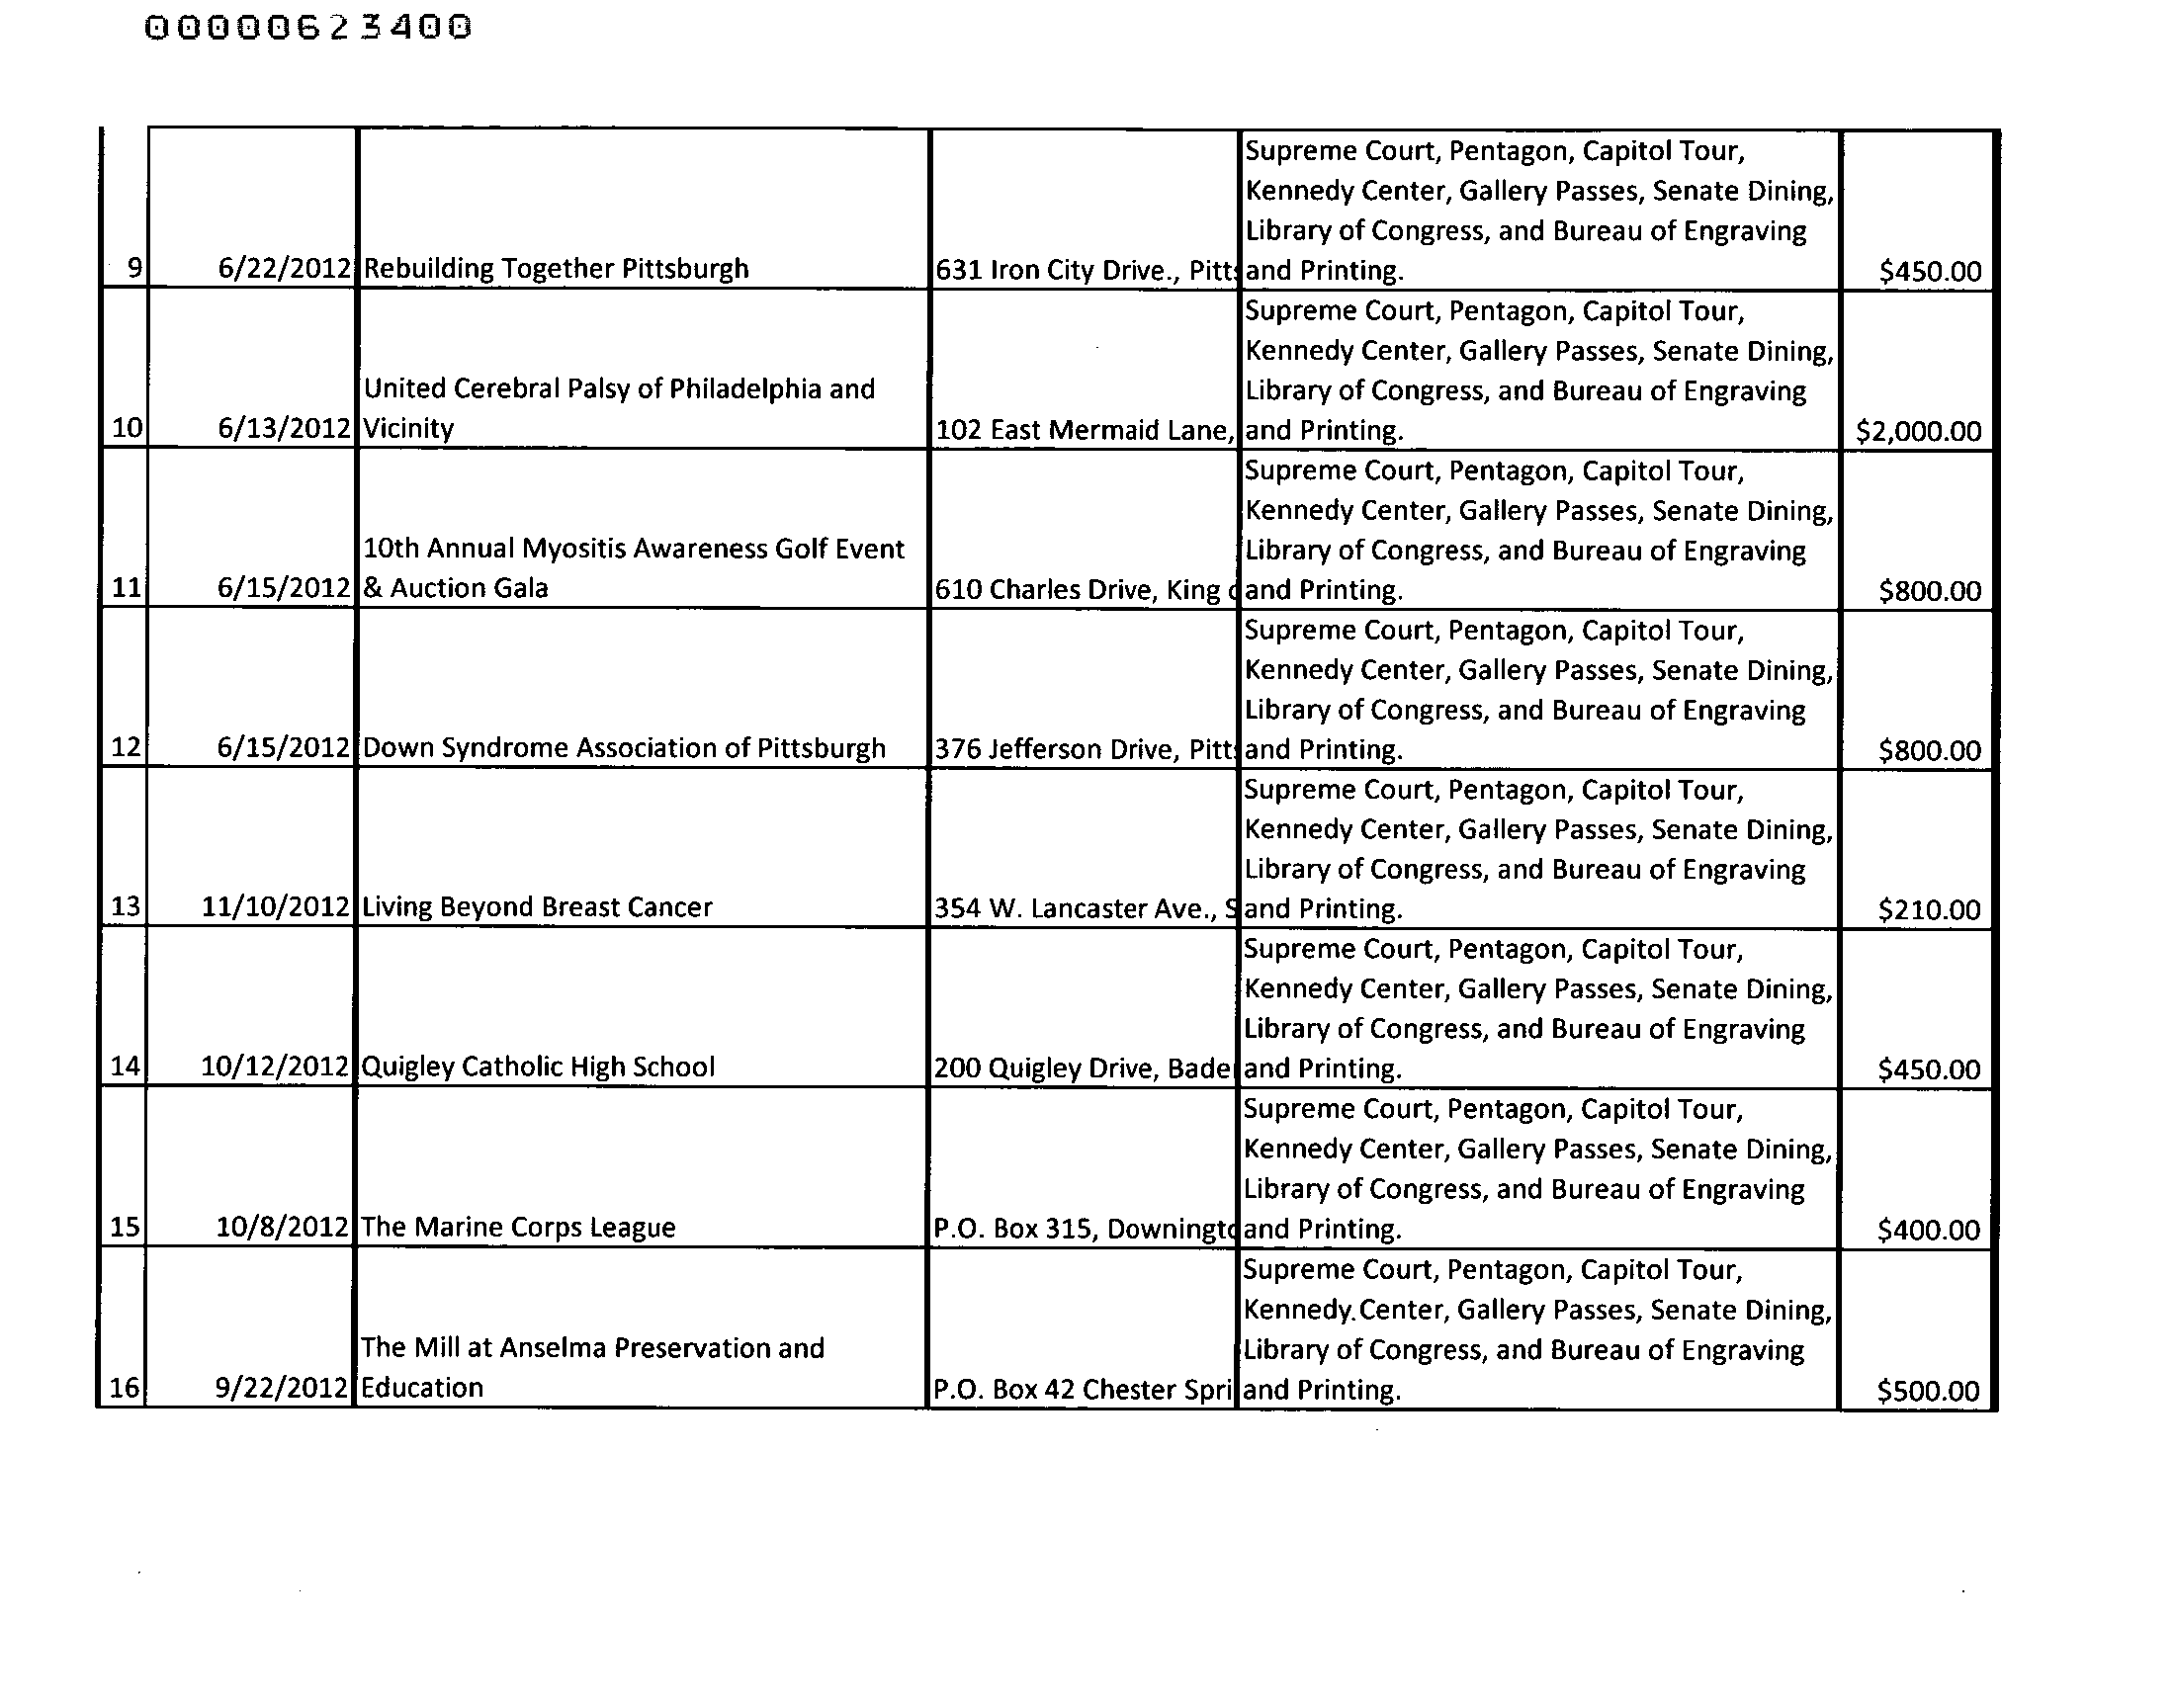 00000623400
Supreme Court, Pentagon, Capitol Tour,
Kennedy Center, Gallery Passes, Senate Dining,
Library of Congress, and Bureau of Engraving
9 6/22/2012 Rebuilding Together Pittsburgh 631 Iron City Drive., Pitts and Printing. $450.00
Supreme Court, Pentagon, Capitol Tour,
Kennedy Center, Gallery Passes, Senate Dining,
United Cerebral Palsy of Philadelphia and Library of Congress, and Bureau of Engraving
10 6/13/2012 Vicinity 102 East Mermaid Lane, and Printing. $2,000.00
Supreme Court, Pentagon, Capitol Tour,
Kennedy Center, Gallery Passes, Senate Dining,
10th Annual Myositis Awareness Golf Event Library of Congress, and Bureau of Engraving
11 6/15/2012 & Auction Gala 610 Charles Drive, King o and Printing. $800.00
Supreme Court, Pentagon, Capitol Tour,
Kennedy Center, Gallery Passes, Senate Dining,
Library of Congress, and Bureau of Engraving
12 6/15/2012 Down Syndrome Association of Pittsburgh 376 Jefferson Drive, Pitts and Printing. $800.00
Supreme Court, Pentagon, Capitol Tour,
Kennedy Center, Gallery Passes, Senate Dining,
Library of Congress, and Bureau of Engraving
13 11/10/2012 Living Beyond Breast Cancer 354 W. Lancaster Ave., S and Printing. $210.00
Supreme Court, Pentagon, Capitol Tour,
Kennedy Center, Gallery Passes, Senate Dining,
Library of Congress, and Bureau of Engraving
14 10/12/2012 Quigley Catholic High School 200 Quigley Drive, Bade and Printing. $450.00
Supreme Court, Pentagon, Capitol Tour,
Kennedy Center, Gallery Passes, Senate Dining,
Library of Congress, and Bureau of Engraving
15 10/8/2012 The Marine Corps League P.O. Box 315, Downingto and Printing. $400.00
Supreme Court, Pentagon, Capitol Tour,
Kennedy Center, Gallery Passes, Senate Dining,
The Mill at Anselma Preservation and Library of Congress, and Bureau of Engraving
16 9/22/2012 Education P.O. Box 42 Chester Spri and Printing. $500.00